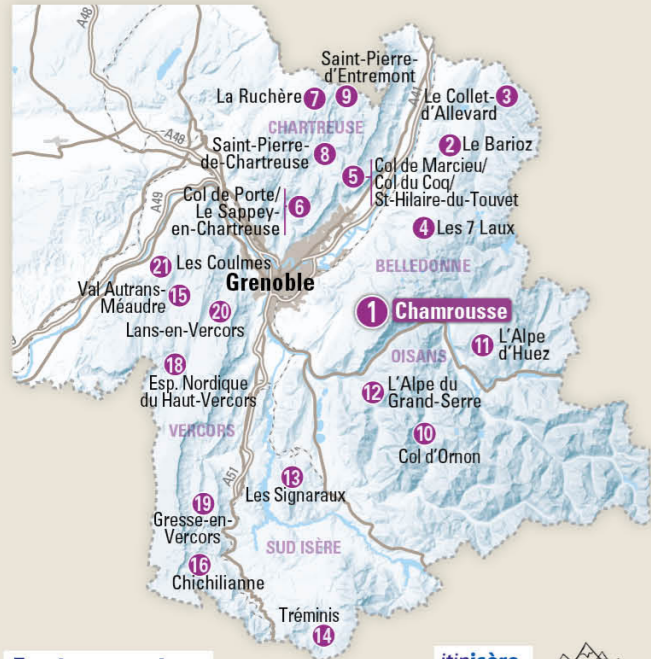 A48
A41
Saint-Pierre-
d'Entremont
9
La Ruchère 7
Le Collet- 3
d'Allevard
CHARTREUSE
A48
2 Le Barioz
Saint-Pierre-
de-Chartreuse 8
5 Col de Marcieu/
Col du Coq/
St-Hilaire-du-Touvet
A49
Col de Porte/
Le Sappey-
en-Chartreuse 6
4 Les 7 Laux
21 Les Coulmes
BELLEDONNE
Grenoble
Val Autrans-
Méaudre 15
20
Lans-en-Vercors
1 Chamrousse
11 L'Alpe
d'Huez
OISANS
18
Esp. Nordique
du Haut-Vercors
12 L'Alpe du
Grand-Serre
VERCORS
10
Col d'Ornon
A51
13
Les Signaraux
19
Gresse-en-
Vercors
SUD ISÈRE
16
Chichilianne
Tréminis
14
itinisère